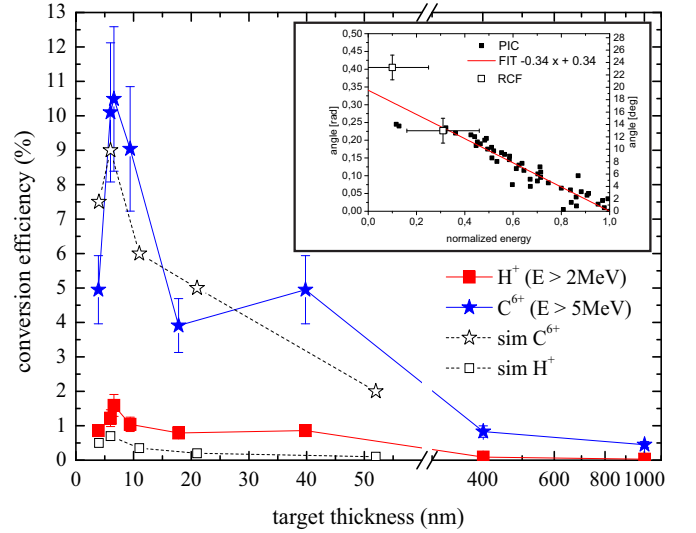 13
12
11
10
9
8
7
6
5
4
3
2
1
0
conversion efficiency (%)
0 10 20 30 40 50 400 600 800 1000
target thickness (nm)
H+ (E > 2MeV)
C6+ (E > 5MeV)
sim C6+
sim H+
PIC
FIT -0.34 x + 0.34
RCF
0,50
0,45
0,40
0,35
0,30
0,25
0,20
0,15
0,10
0,05
0,00
angle [rad]
28
26
24
22
20
18
16
14
12
10
8
6
4
2
0
angle [deg]
0,0 0,2 0,4 0,6 0,8 1,0
normalized energy